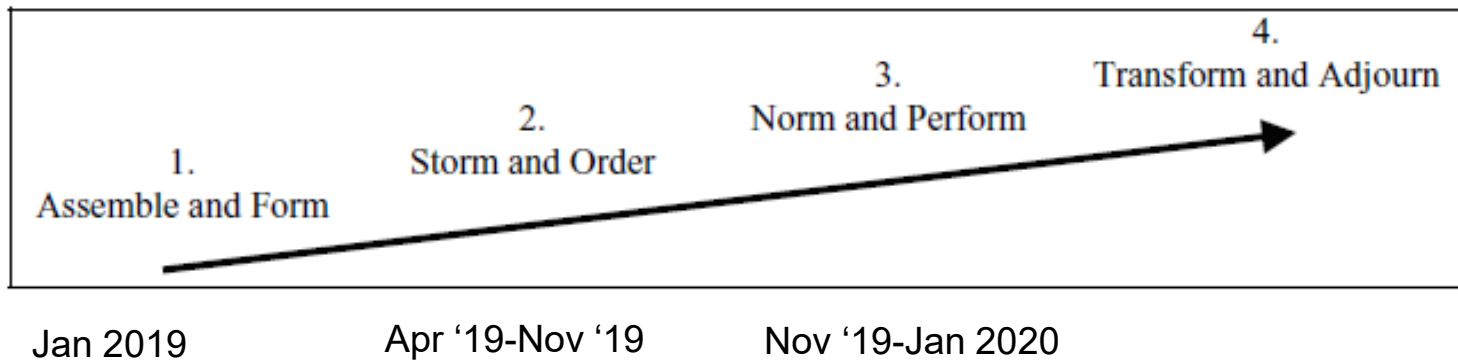 1.
Assemble and Form
2.
Storm and Order
3.
Norm and Perform
4.
Transform and Adjourn
Jan 2019
Apr ‘19-Nov ‘19
Nov ‘19-Jan 2020